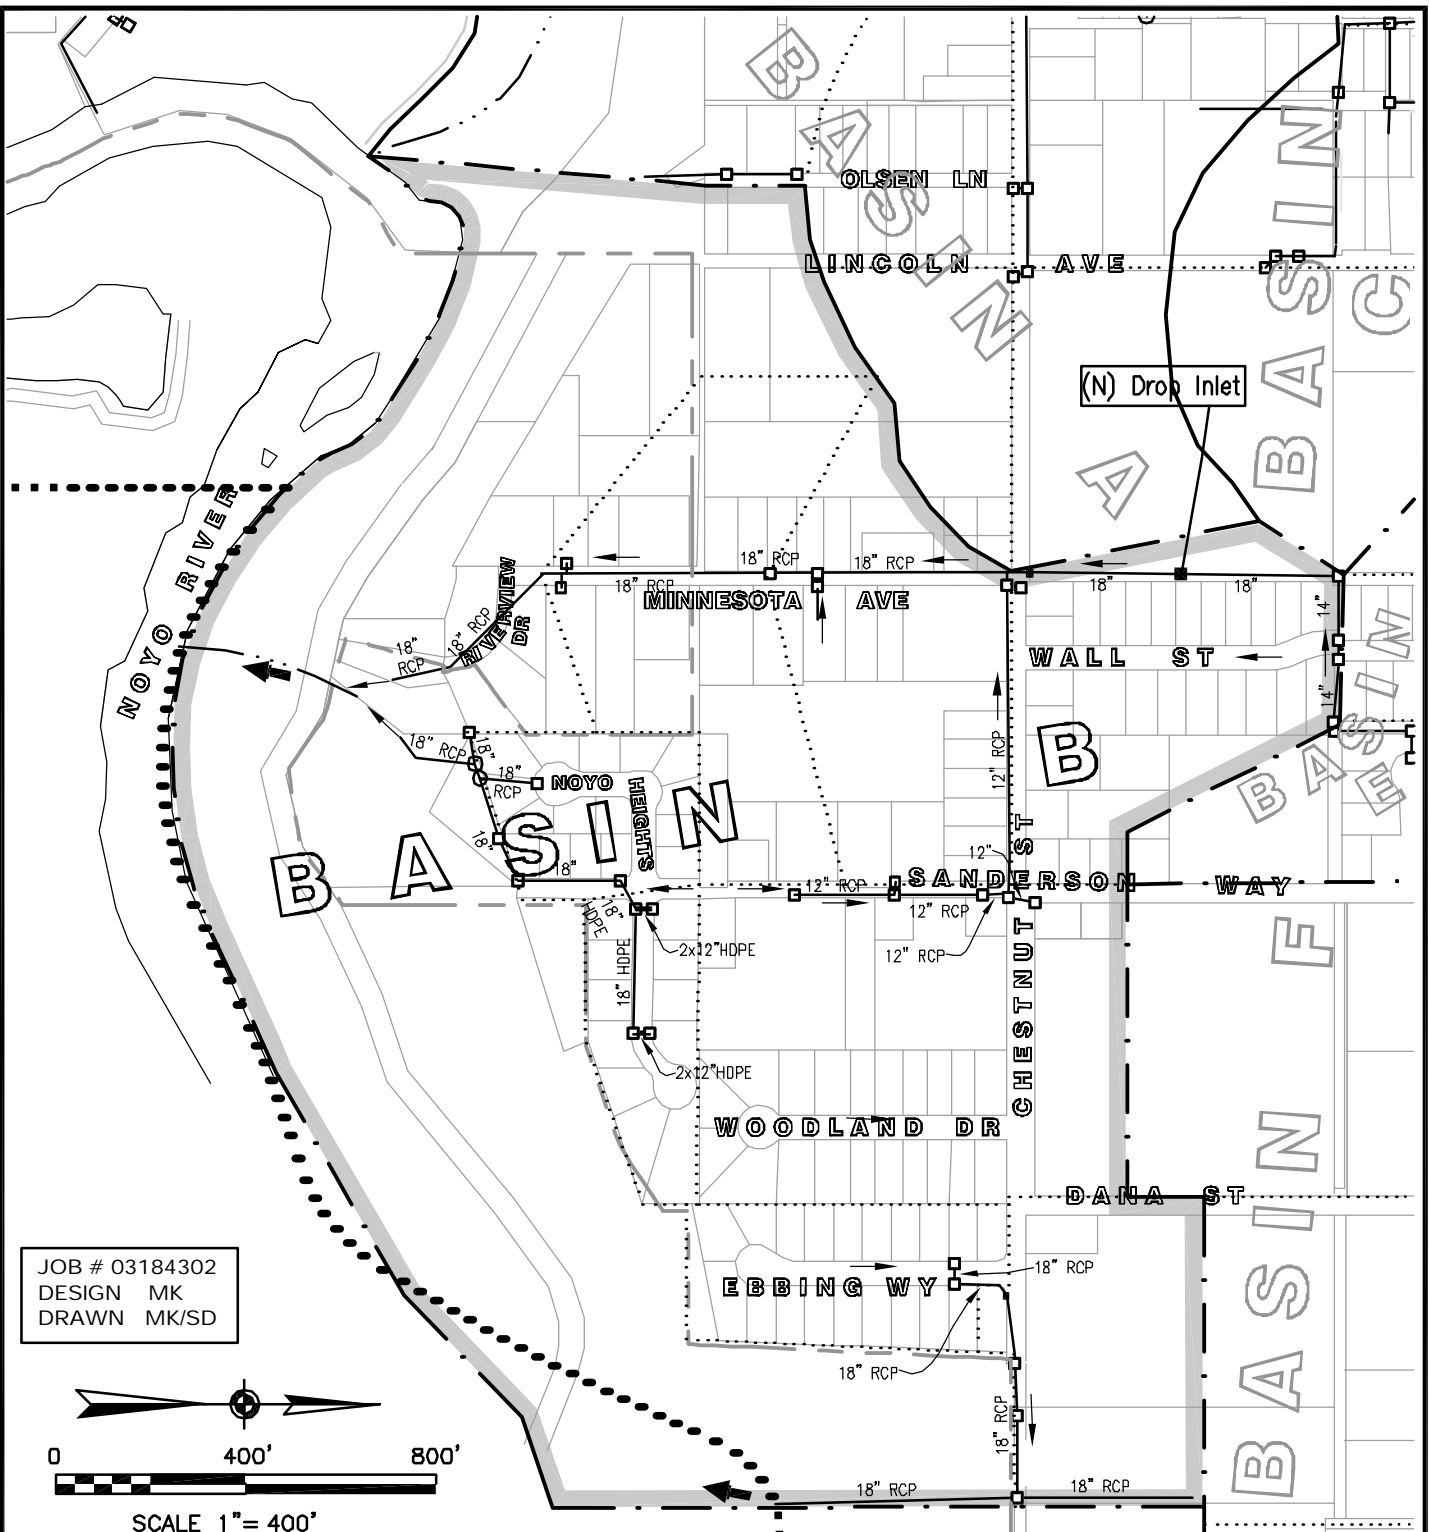 BASIN A
BASIN C
OLSEN LN
LINCOLN AVE
(N) Drop Inlet
NOYO RIVER
18" RCP
18" RCP
18" RCP
18"
18"
MINNESOTA AVE
RIVERVIEW DR
18" RCP
18" RCP
14"
14"
WALL ST
BASIN E
18" RCP
18"
18" RCP
NOYO HEIGHTS
12" RCP
BASIN B
18"
18"
12"
12" RCP
SANDERSON WAY
18" HDPE
12" RCP
12" RCP
2x12"HDPE
18" HDPE
CHESTNUT ST
BASIN F
2x12"HDPE
WOODLAND DR
DANA ST
BASIN
EBBING WY
18" RCP
18" RCP
18" RCP
18" RCP
18" RCP
JOB # 03184302
DESIGN MK
DRAWN MK/SD
0 400' 800'
SCALE 1"= 400'